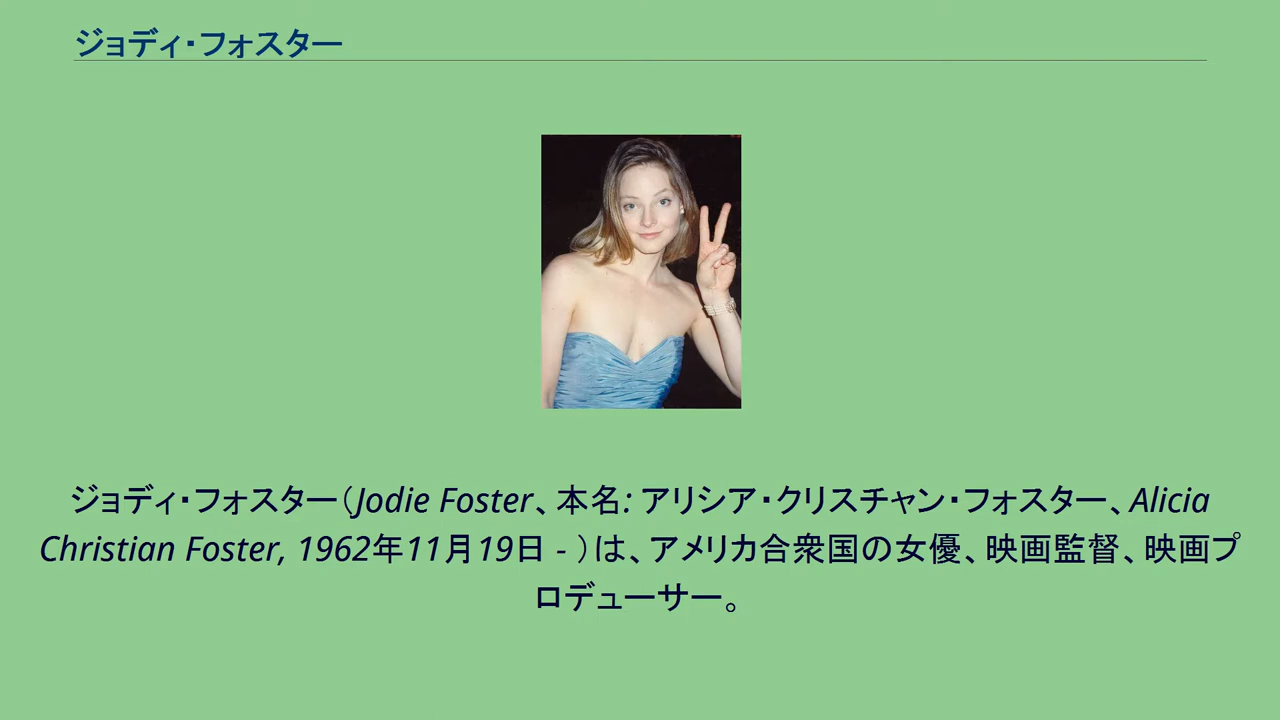 ジョディ・フォスター
ジョディ・フォスター（Jodie Foster、本名: アリシア・クリスチャン・フォスター、Alicia
Christian Foster, 1962年11月19日 - ）は、アメリカ合衆国の女優、映画監督、映画プ
ロデューサー。